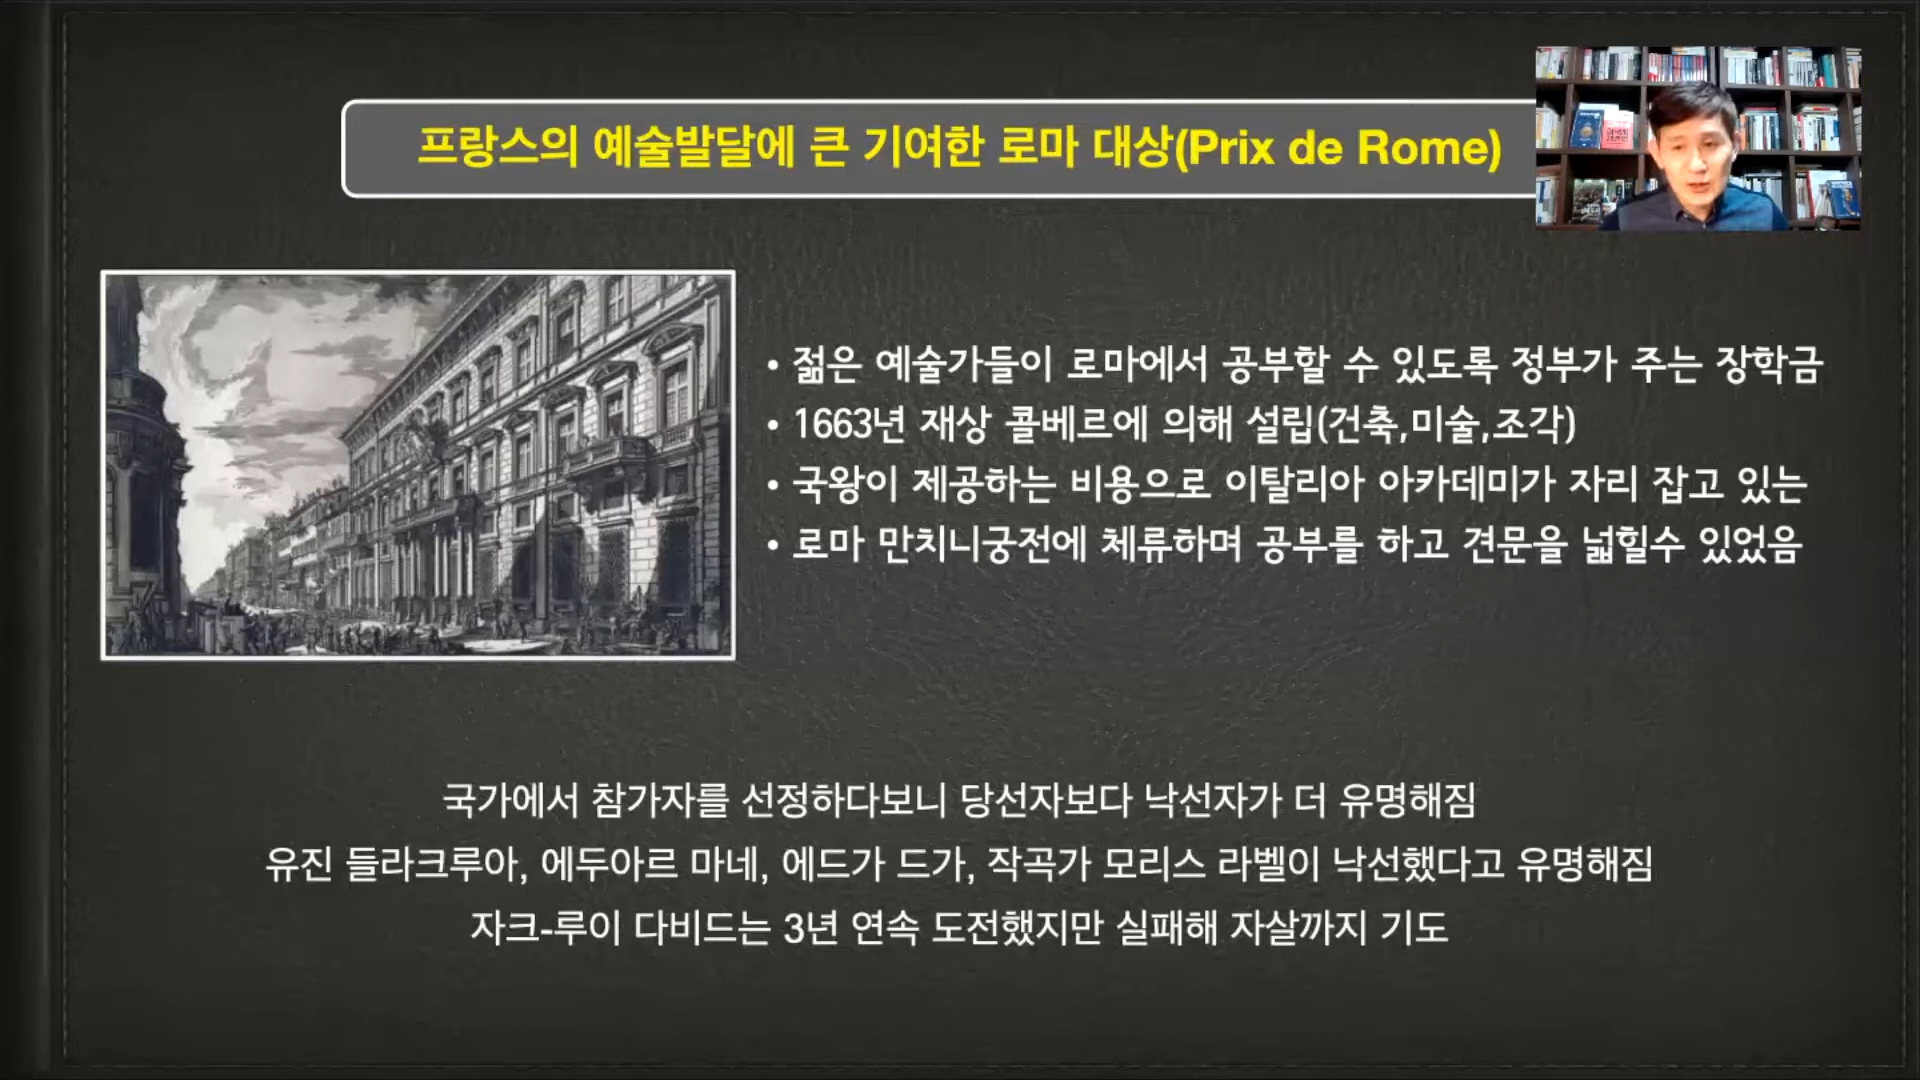 프랑스의 예술발달에 큰 기여한 로마 대상(Prix de Rome)
• 젊은 예술가들이 로마에서 공부할 수 있도록 정부가 주는 장학금
• 1663년 재상 콜베르에 의해 설립(건축,미술,조각)
• 국왕이 제공하는 비용으로 이탈리아 아카데미가 자리 잡고 있는
• 로마 만치니궁전에 체류하며 공부를 하고 견문을 넓힐수 있었음
국가에서 참가자를 선정하다보니 당선자보다 낙선자가 더 유명해짐
유진 들라크루아, 에두아르 마네, 에드가 드가, 작곡가 모리스 라벨이 낙선했다고 유명해짐
자크-루이 다비드는 3년 연속 도전했지만 실패해 자살까지 기도